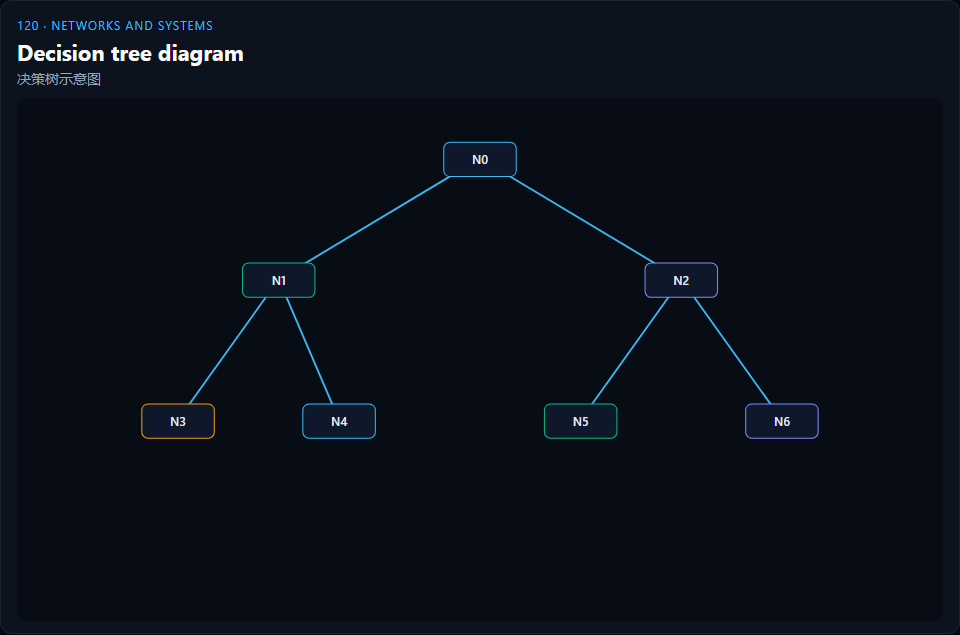 120 · NETWORKS AND SYSTEMS
Decision tree diagram
决策树示意图
N0
N1
N2
N3
N4
N5
N6